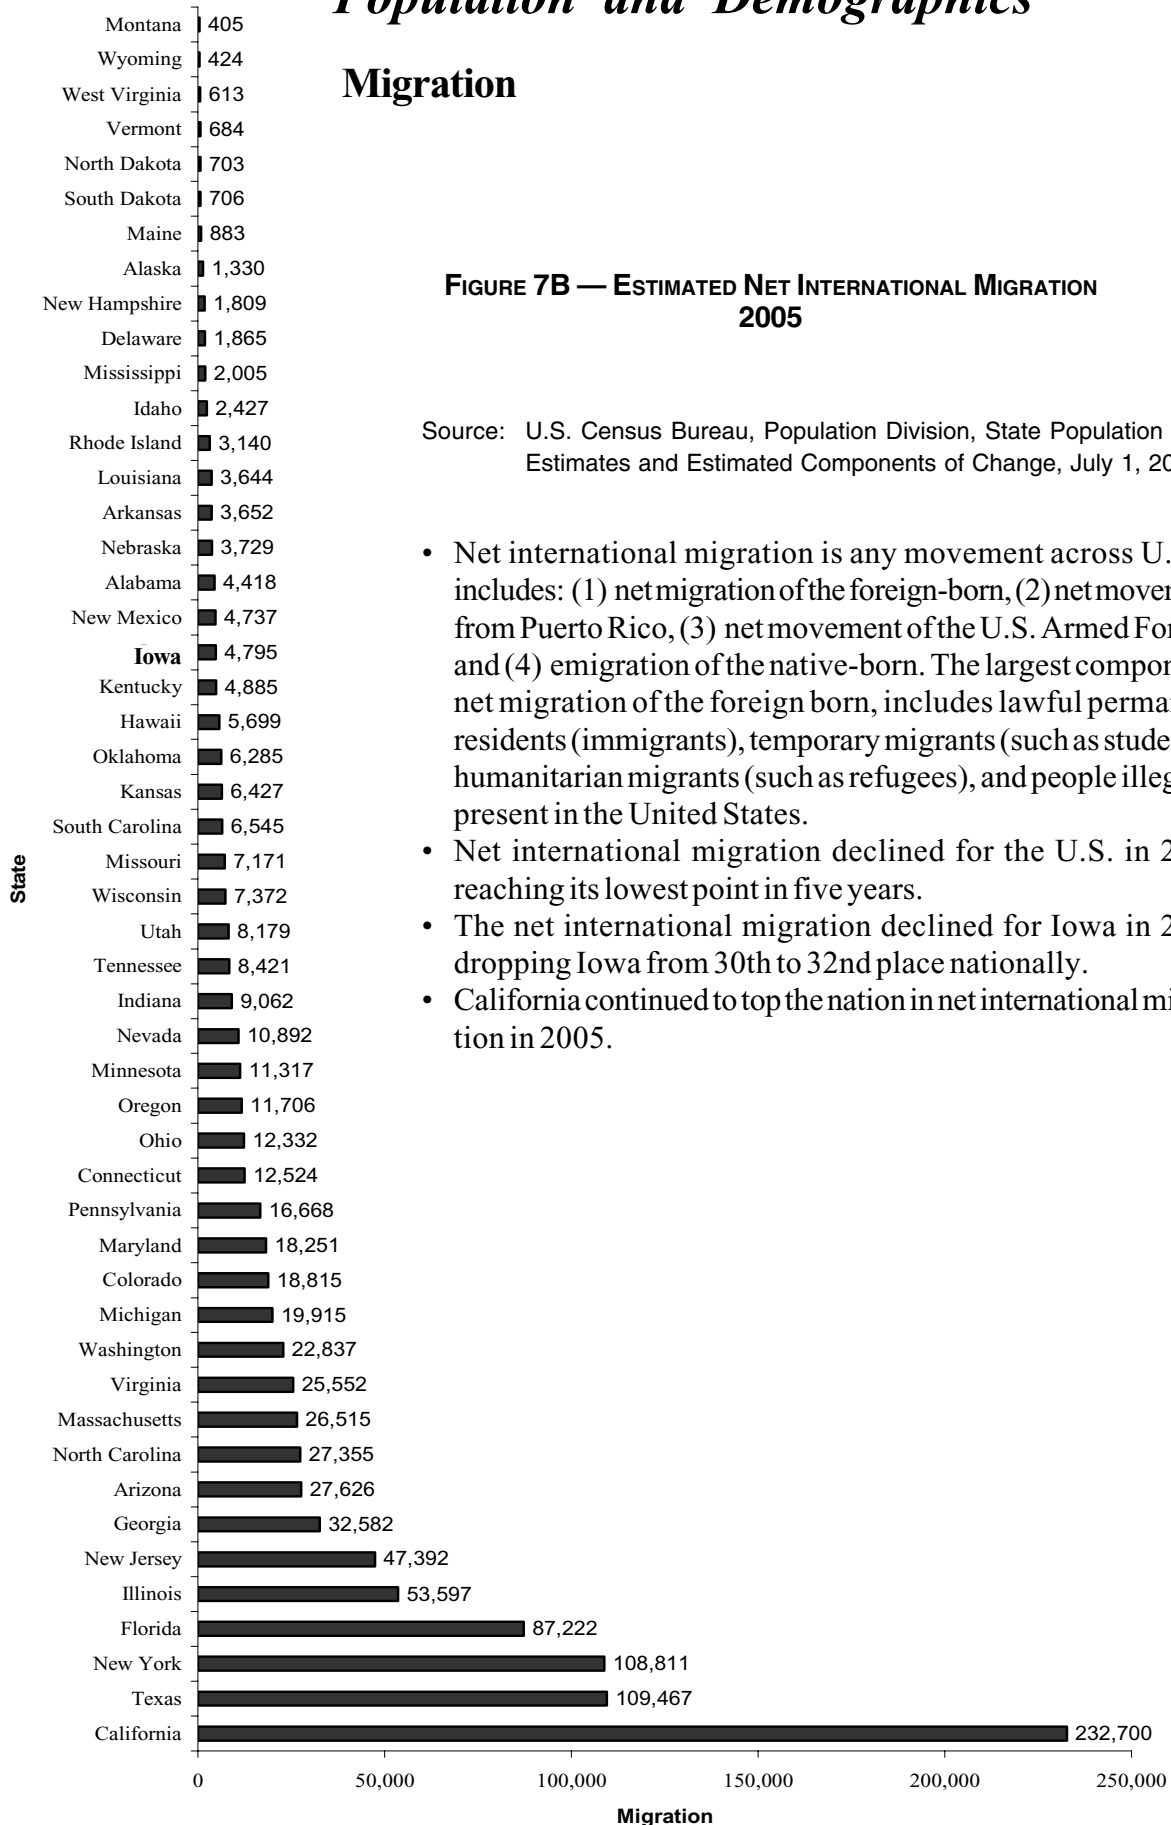 Population and Demographics
Migration
Montana 405
Wyoming 424
West Virginia 613
Vermont 684
North Dakota 703
South Dakota 706
Maine 883
Alaska 1,330
New Hampshire 1,809
Delaware 1,865
Mississippi 2,005
Idaho 2,427
Rhode Island 3,140
Louisiana 3,644
Arkansas 3,652
Nebraska 3,729
Alabama 4,418
New Mexico 4,737
Iowa 4,795
Kentucky 4,885
Hawaii 5,699
Oklahoma 6,285
Kansas 6,427
South Carolina 6,545
Missouri 7,171
Wisconsin 7,372
Utah 8,179
Tennessee 8,421
Indiana 9,062
Nevada 10,892
Minnesota 11,317
Oregon 11,706
Ohio 12,332
Connecticut 12,524
Pennsylvania 16,668
Maryland 18,251
Colorado 18,815
Michigan 19,915
Washington 22,837
Virginia 25,552
Massachusetts 26,515
North Carolina 27,355
Arizona 27,626
Georgia 32,582
New Jersey 47,392
Illinois 53,597
Florida 87,222
New York 108,811
Texas 109,467
California 232,700
State
0 50,000 100,000 150,000 200,000 250,000
Migration
FIGURE 7B — ESTIMATED NET INTERNATIONAL MIGRATION
2005
Source: U.S. Census Bureau, Population Division, State Population
Estimates and Estimated Components of Change, July 1,
• Net international migration is any movement across
includes: (1) net migration of the foreign-born, (2) net
from Puerto Rico, (3) net movement of the U.S. Armed
and (4) emigration of the native-born. The largest
net migration of the foreign born, includes lawful
residents (immigrants), temporary migrants (such as
humanitarian migrants (such as refugees), and people
present in the United States.
• Net international migration declined for the U.S. in
reaching its lowest point in five years.
• The net international migration declined for Iowa in
dropping Iowa from 30th to 32nd place nationally.
• California continued to top the nation in net international
tion in 2005.